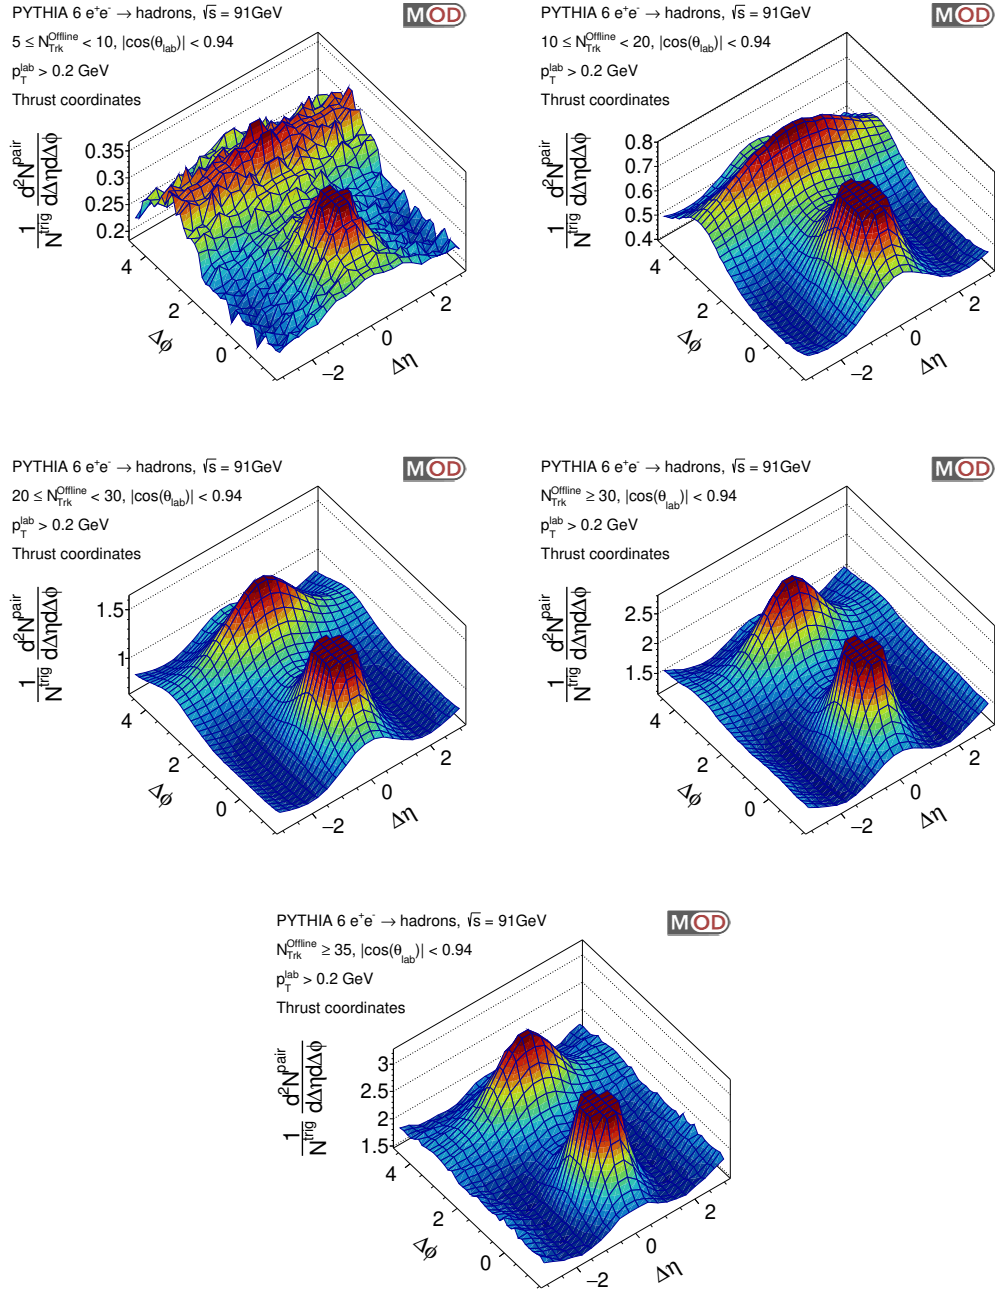 PYTHIA 6 e⁺e⁻ → hadrons, √s = 91GeV
MOD
5 ≤ N_Trk^Offline < 10, |cos(θ_lab)| < 0.94
p_T^lab > 0.2 GeV
Thrust coordinates
1/N^trig d²N^pair/dΔηdΔϕ
0.35
0.3
0.25
0.2
4
2
0
Δϕ
−2
0
2
Δη
PYTHIA 6 e⁺e⁻ → hadrons, √s = 91GeV
MOD
10 ≤ N_Trk^Offline < 20, |cos(θ_lab)| < 0.94
p_T^lab > 0.2 GeV
Thrust coordinates
1/N^trig d²N^pair/dΔηdΔϕ
0.8
0.7
0.6
0.5
0.4
4
2
0
Δϕ
−2
0
2
Δη
PYTHIA 6 e⁺e⁻ → hadrons, √s = 91GeV
MOD
20 ≤ N_Trk^Offline < 30, |cos(θ_lab)| < 0.94
p_T^lab > 0.2 GeV
Thrust coordinates
1/N^trig d²N^pair/dΔηdΔϕ
1.5
1
4
2
0
Δϕ
−2
0
2
Δη
PYTHIA 6 e⁺e⁻ → hadrons, √s = 91GeV
MOD
N_Trk^Offline ≥ 30, |cos(θ_lab)| < 0.94
p_T^lab > 0.2 GeV
Thrust coordinates
1/N^trig d²N^pair/dΔηdΔϕ
2.5
2
1.5
4
2
0
Δϕ
−2
0
2
Δη
PYTHIA 6 e⁺e⁻ → hadrons, √s = 91GeV
MOD
N_Trk^Offline ≥ 35, |cos(θ_lab)| < 0.94
p_T^lab > 0.2 GeV
Thrust coordinates
1/N^trig d²N^pair/dΔηdΔϕ
3
2.5
2
1.5
4
2
0
Δϕ
−2
0
2
Δη